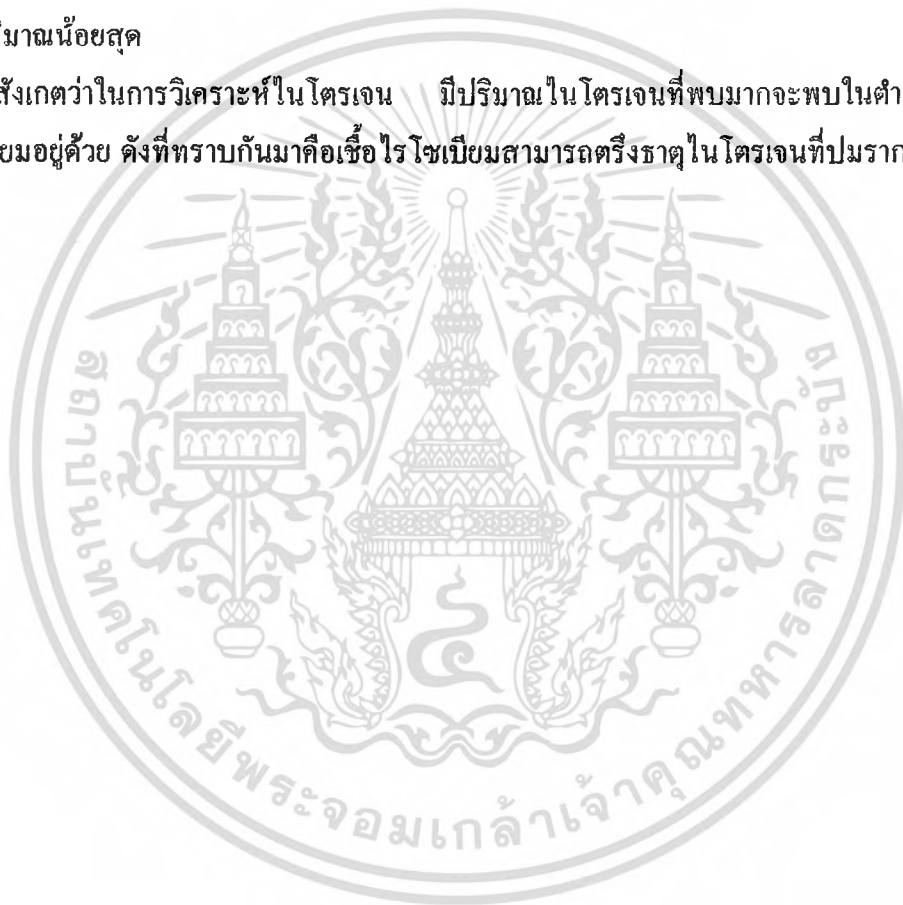 มาณน้อยสุด
สังเกตว่าในการวิเคราะห์ไนโตรเจน มีปริมาณไนโตรเจนที่พบมากจะพบในตำ
ยมอยู่ด้วย ดังที่ทราบกันมาคือเชื้อไรโซเบียมสามารถตรึงธาตุไนโตรเจนที่ปมราก
สถาบันเทคโนโลยีพระจอมเกล้าเจ้าคุณทหารลาดกระบัง
๔